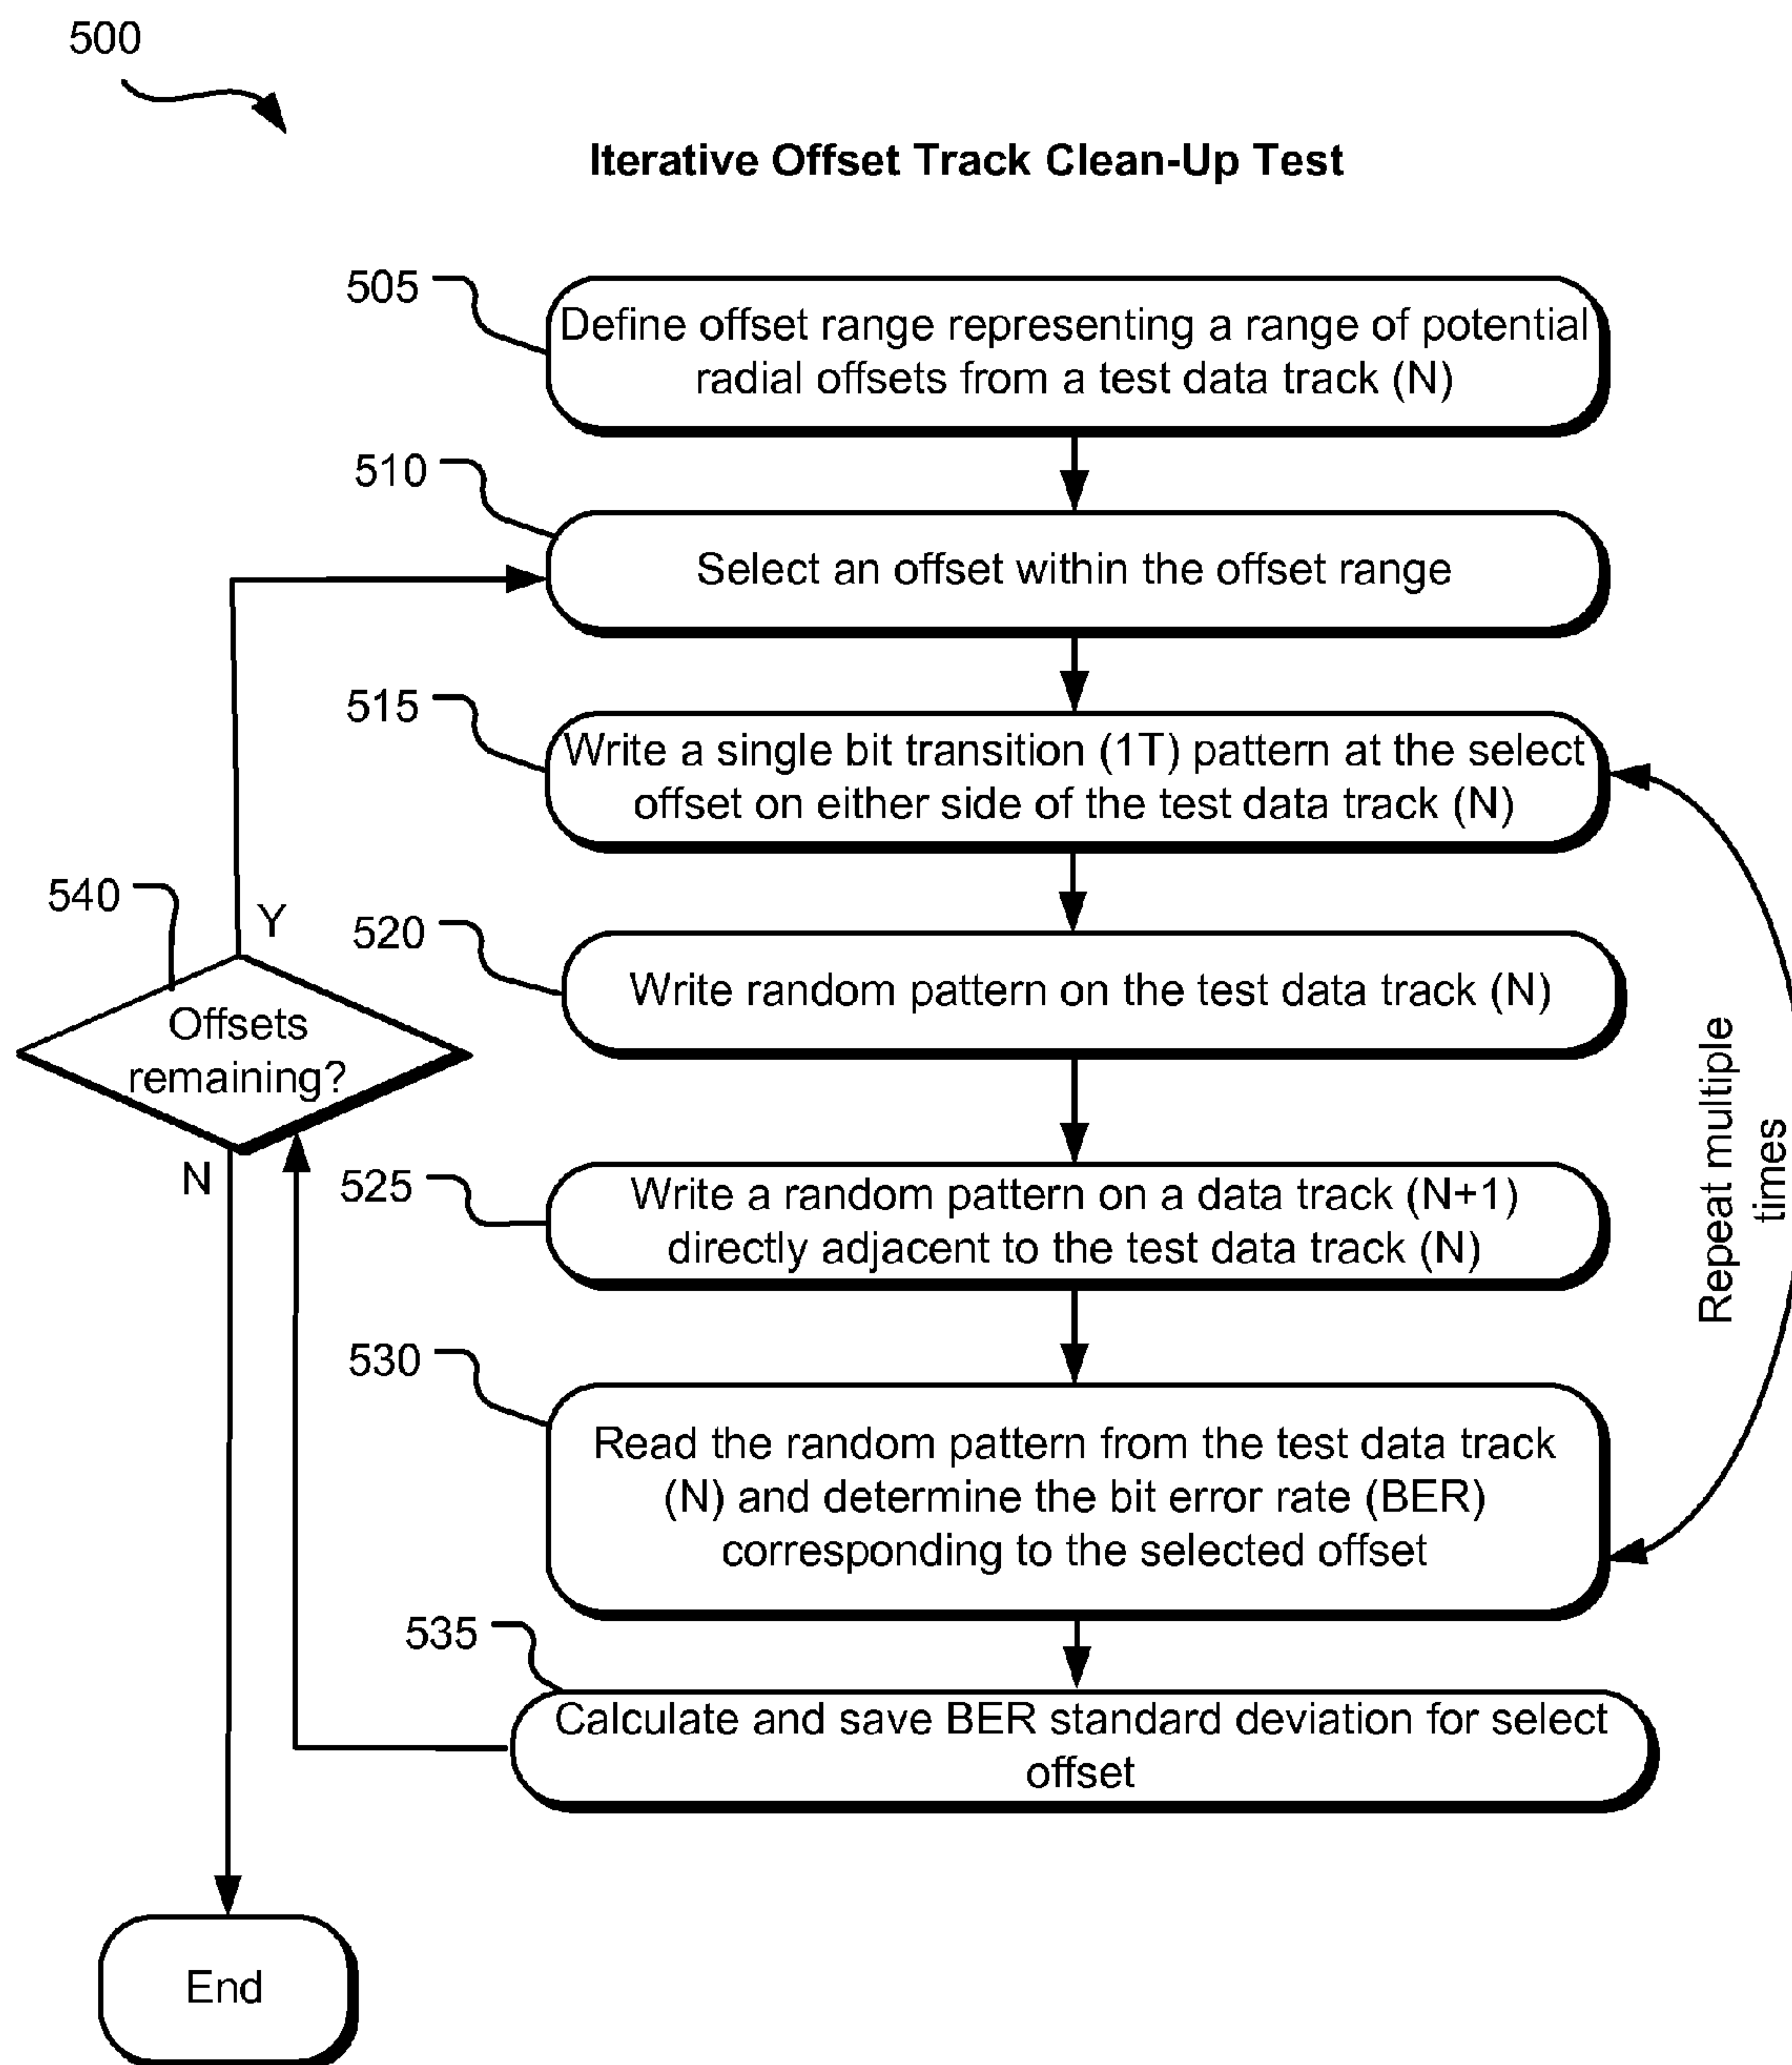 500
Iterative Offset Track Clean-Up Test
505
Define offset range representing a range of potential
radial offsets from a test data track (N)
510
Select an offset within the offset range
515
Write a single bit transition (1T) pattern at the select
offset on either side of the test data track (N)
540
Y
Offsets
remaining?
N
520
Write random pattern on the test data track (N)
525
Write a random pattern on a data track (N+1)
directly adjacent to the test data track (N)
Repeat multiple
times
530
Read the random pattern from the test data track
(N) and determine the bit error rate (BER)
corresponding to the selected offset
535
Calculate and save BER standard deviation for select
offset
End